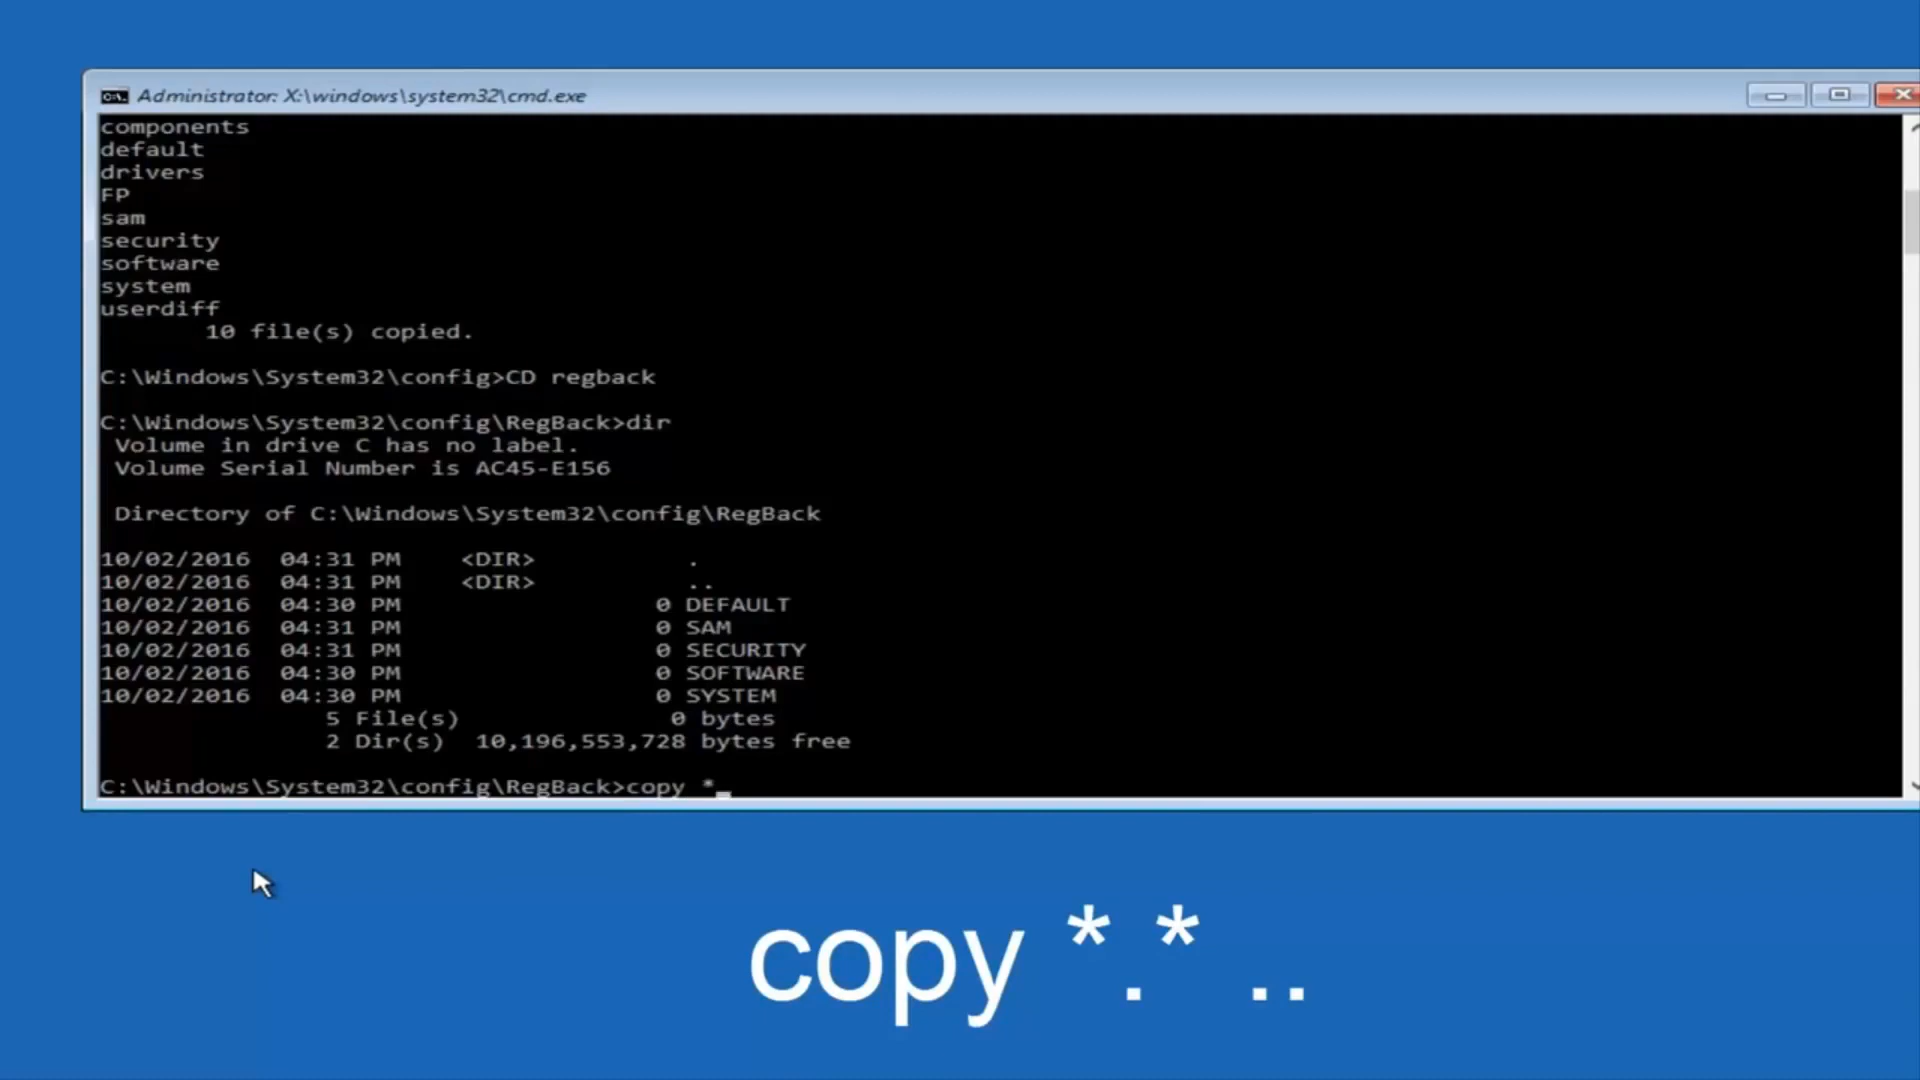 Administrator: X:\windows\system32\cmd.exe
components
default
drivers
FP
sam
security
software
system
userdiff
10 file(s) copied.
C:\Windows\System32\config>CD regback
C:\Windows\System32\config\RegBack>dir
Volume in drive C has no label.
Volume Serial Number is AC45-E156
Directory of C:\Windows\System32\config\RegBack
10/02/2016 04:31 PM <DIR> .
10/02/2016 04:31 PM <DIR> ..
10/02/2016 04:30 PM 0 DEFAULT
10/02/2016 04:31 PM 0 SAM
10/02/2016 04:31 PM 0 SECURITY
10/02/2016 04:30 PM 0 SOFTWARE
10/02/2016 04:30 PM 0 SYSTEM
5 File(s) 0 bytes
2 Dir(s) 10,196,553,728 bytes free
C:\Windows\System32\config\RegBack>copy *_
copy *.* ..